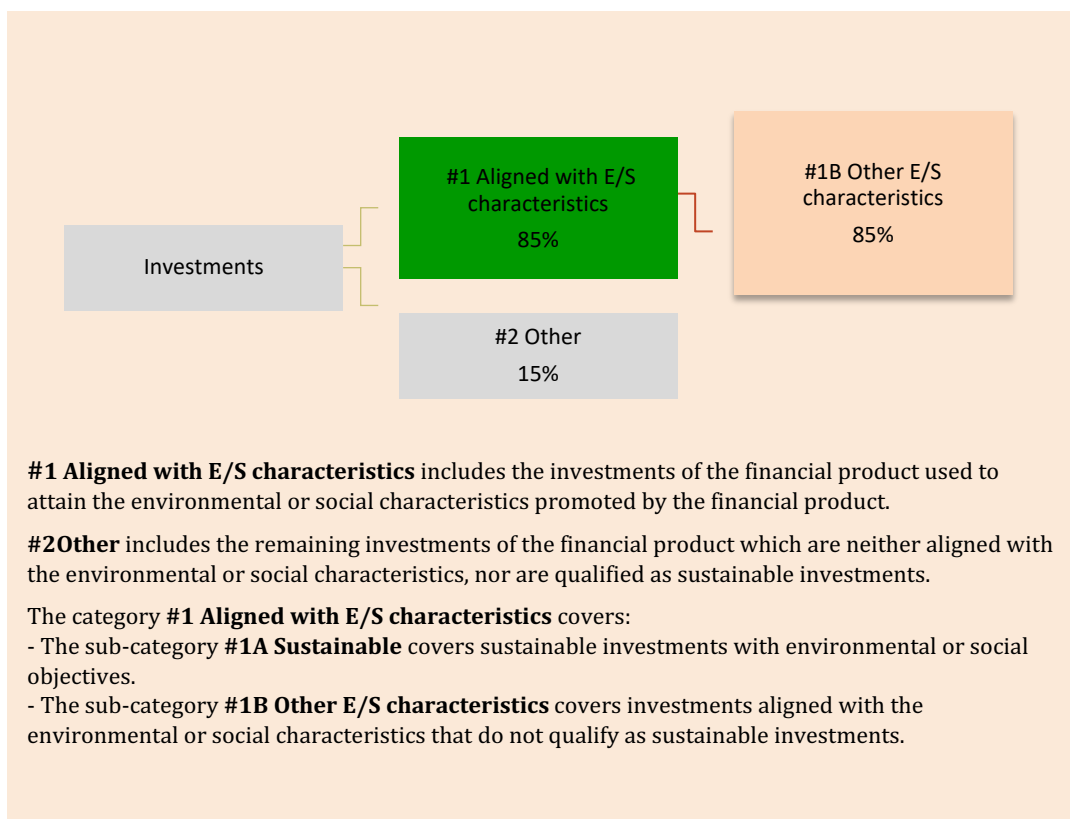 #1 Aligned with E/S
characteristics
85%
#1B Other E/S
characteristics
85%
Investments
#2 Other
15%
#1 Aligned with E/S characteristics includes the investments of the financial product used to
attain the environmental or social characteristics promoted by the financial product.
#2Other includes the remaining investments of the financial product which are neither aligned with
the environmental or social characteristics, nor are qualified as sustainable investments.
The category #1 Aligned with E/S characteristics covers:
- The sub-category #1A Sustainable covers sustainable investments with environmental or social
objectives.
- The sub-category #1B Other E/S characteristics covers investments aligned with the
environmental or social characteristics that do not qualify as sustainable investments.